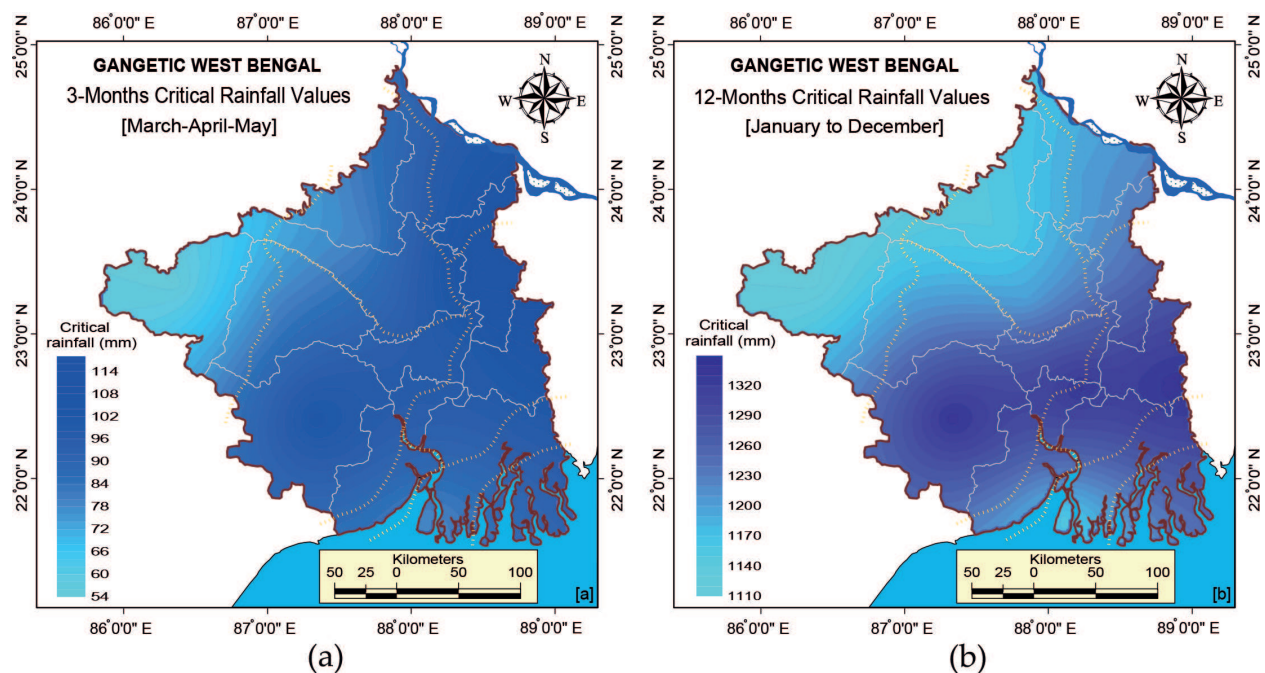 86°0'0" E 87°0'0" E 88°0'0" E 89°0'0" E
25°0'0" N
24°0'0" N
23°0'0" N
22°0'0" N
GANGETIC WEST BENGAL
3-Months Critical Rainfall Values
[March-April-May]
N
W E
S
Critical
rainfall (mm)
114
108
102
96
90
84
78
72
66
60
54
Kilometers
50 25 0 50 100
[a]
25°0'0" N
24°0'0" N
23°0'0" N
22°0'0" N
86°0'0" E 87°0'0" E 88°0'0" E 89°0'0" E
(a)
86°0'0" E 87°0'0" E 88°0'0" E 89°0'0" E
25°0'0" N
24°0'0" N
23°0'0" N
22°0'0" N
GANGETIC WEST BENGAL
12-Months Critical Rainfall Values
[January to December]
N
W E
S
Critical
rainfall (mm)
1320
1290
1260
1230
1200
1170
1140
1110
Kilometers
50 25 0 50 100
[b]
25°0'0" N
24°0'0" N
23°0'0" N
22°0'0" N
86°0'0" E 87°0'0" E 88°0'0" E 89°0'0" E
(b)